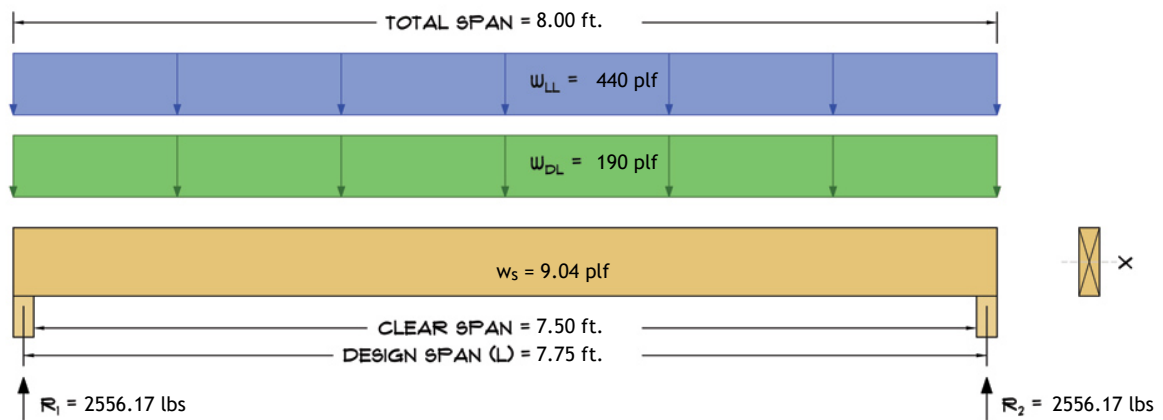 TOTAL SPAN = 8.00 ft.
WLL = 440 plf
WDL = 190 plf
ws = 9.04 plf
X
CLEAR SPAN = 7.50 ft.
DESIGN SPAN (L) = 7.75 ft.
R1 = 2556.17 lbs
R2 = 2556.17 lbs